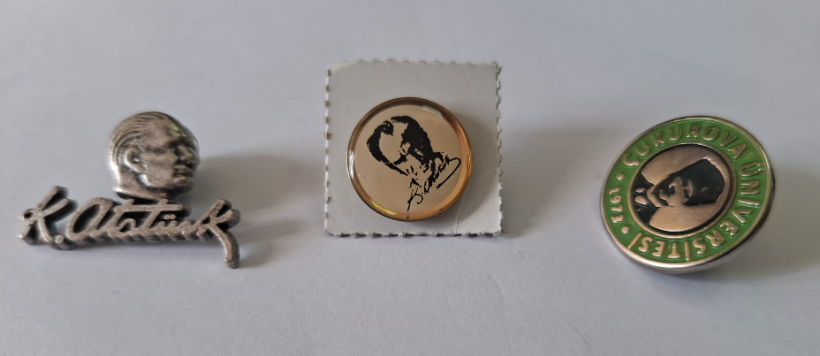 K. Atatürk
ÇUKUROVA ÜNİVERSİTESİ
1973